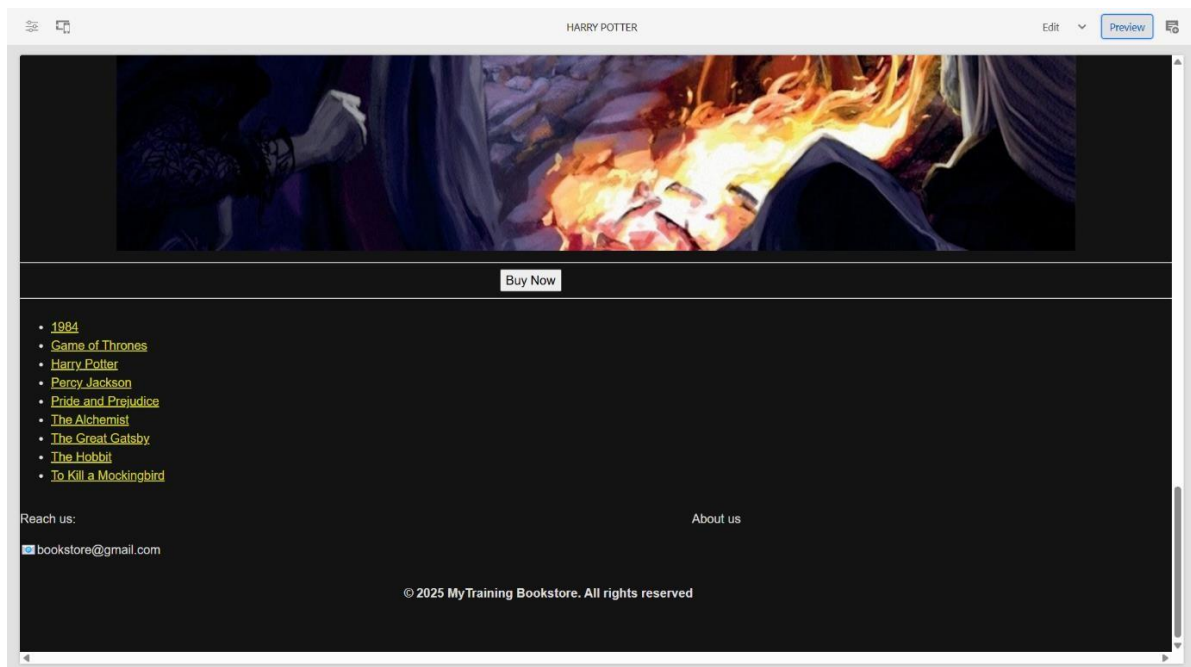 HARRY POTTER
Edit
Preview
Buy Now
1984
Game of Thrones
Harry Potter
Percy Jackson
Pride and Prejudice
The Alchemist
The Great Gatsby
The Hobbit
To Kill a Mockingbird
Reach us:
About us
bookstore@gmail.com
© 2025 MyTraining Bookstore. All rights reserved